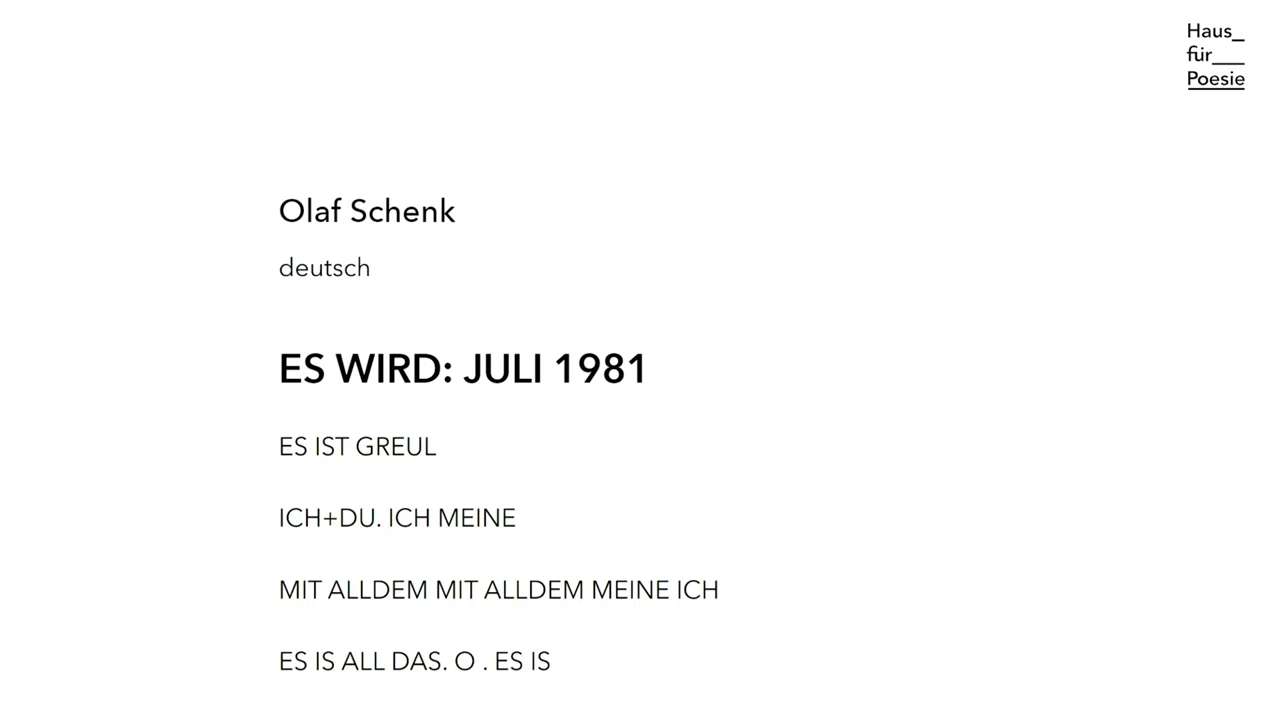 Haus_
für___
Poesie
Olaf Schenk
deutsch
ES WIRD: JULI 1981
ES IST GREUL
ICH+DU. ICH MEINE
MIT ALLDEM MIT ALLDEM MEINE ICH
ES IS ALL DAS. O . ES IS